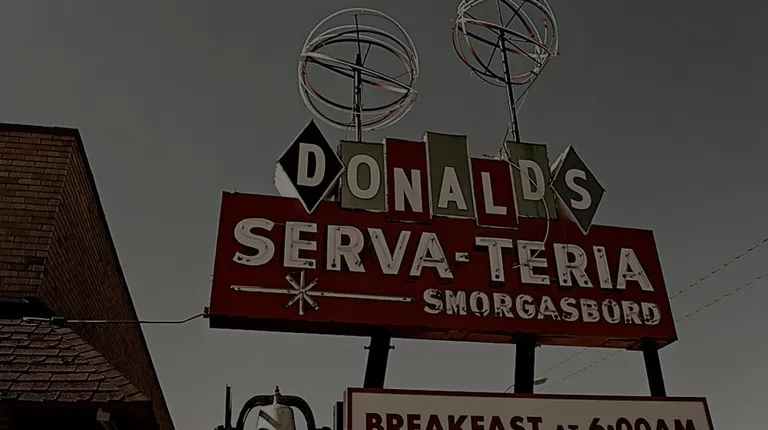 DONALDS
SERVA-TERIA
SMORGASBORD
BREAKFAST AT 6:00AM